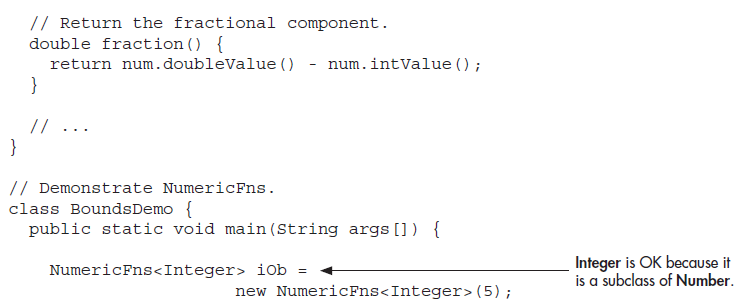 // Return the fractional component.
double fraction() {
return num.doubleValue() - num.intValue();
}
// ...
}
// Demonstrate NumericFns.
class BoundsDemo {
public static void main(String args[]) {
NumericFns<Integer> iOb =
new NumericFns<Integer>(5);
Integer is OK because it
is a subclass of Number.